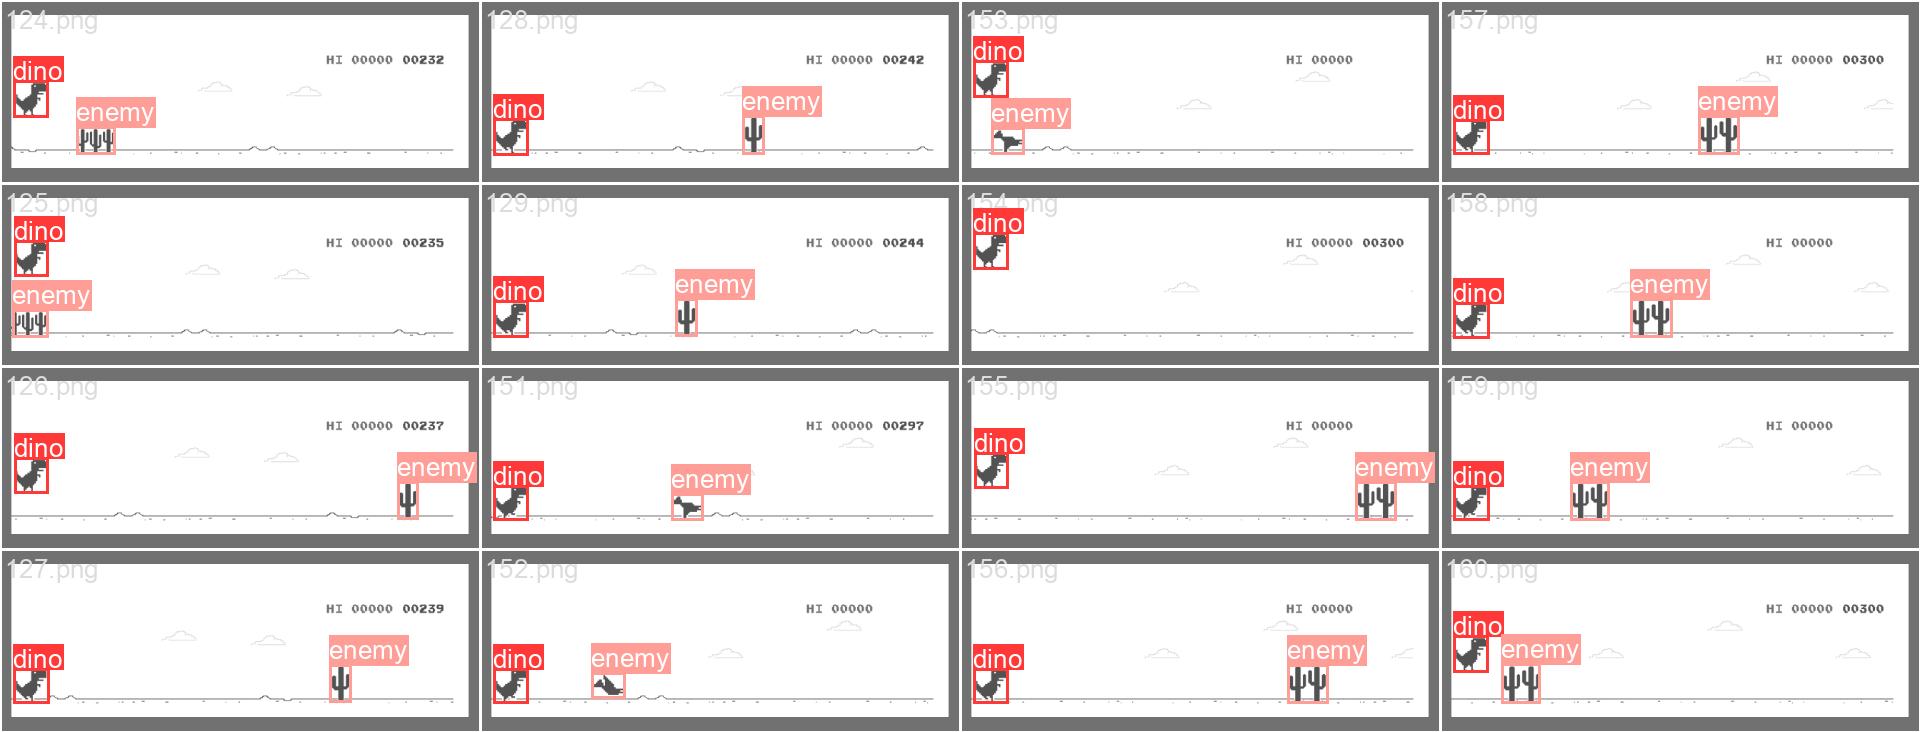 124.png
dino
HI 00000 00232
enemy
128.png
HI 00000 00242
enemy
dino
153.png
dino
HI 00000
enemy
157.png
HI 00000 00300
enemy
dino
125.png
dino
HI 00000 00235
enemy
129.png
HI 00000 00244
enemy
dino
154.png
dino
HI 00000 00300
158.png
HI 00000
enemy
dino
126.png
HI 00000 00237
dino
enemy
151.png
HI 00000 00297
dino
enemy
155.png
HI 00000
dino
enemy
159.png
HI 00000
enemy
dino
127.png
HI 00000 00239
enemy
dino
152.png
HI 00000
enemy
dino
156.png
HI 00000
enemy
dino
160.png
HI 00000 00300
dino
enemy